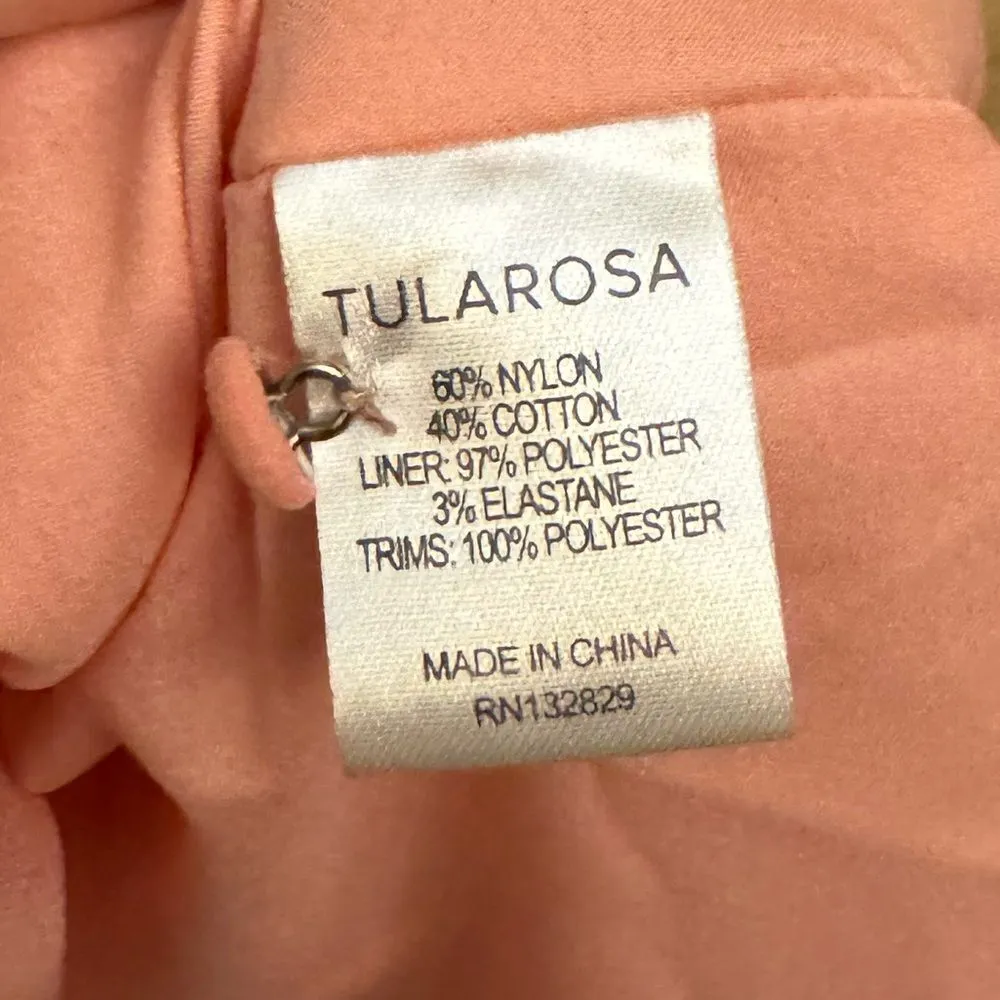 TULAROSA
60% NYLON
40% COTTON
LINER: 97% POLYESTER
3% ELASTANE
TRIMS: 100% POLYESTER
MADE IN CHINA
RN132829